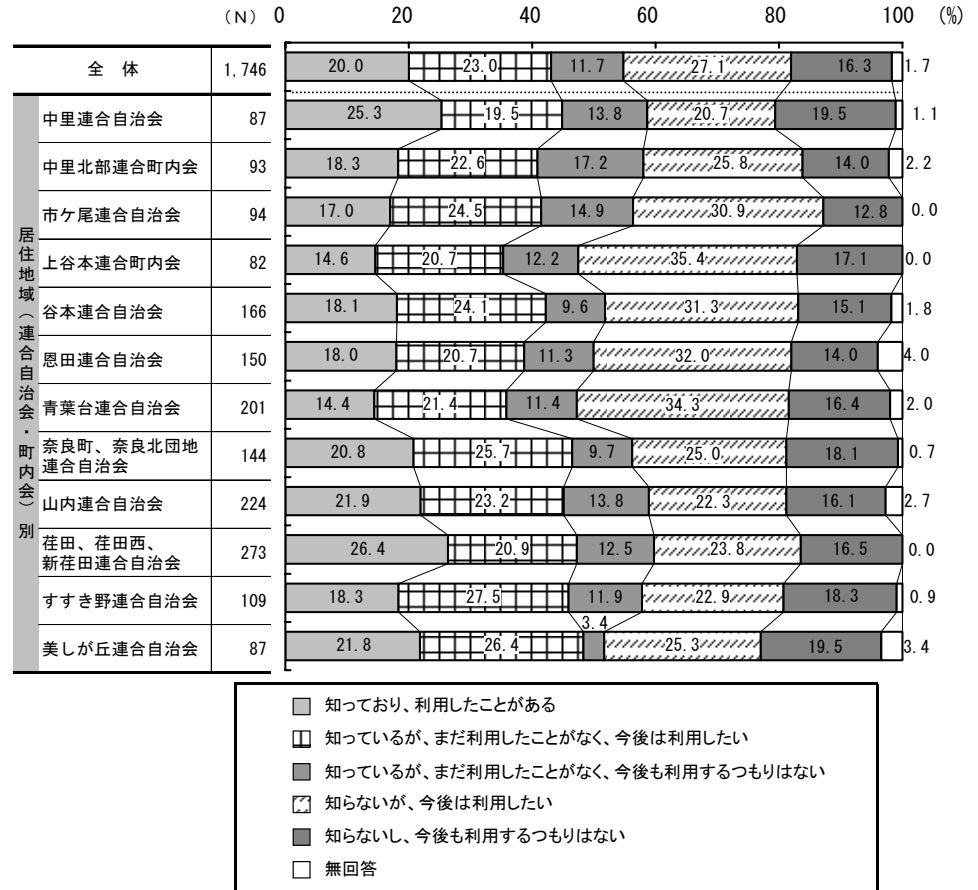 (N) 0 20 40 60 80 100 (%)
全 体 1,746 20.0 23.0 11.7 27.1 16.3 1.7
居住地域(連合自治会・町内会)別
中里連合自治会 87 25.3 19.5 13.8 20.7 19.5 1.1
中里北部連合町内会 93 18.3 22.6 17.2 25.8 14.0 2.2
市ケ尾連合自治会 94 17.0 24.5 14.9 30.9 12.8 0.0
上谷本連合町内会 82 14.6 20.7 12.2 35.4 17.1 0.0
谷本連合自治会 166 18.1 24.1 9.6 31.3 15.1 1.8
恩田連合自治会 150 18.0 20.7 11.3 32.0 14.0 4.0
青葉台連合自治会 201 14.4 21.4 11.4 34.3 16.4 2.0
奈良町、奈良北団地
連合自治会 144 20.8 25.7 9.7 25.0 18.1 0.7
山内連合自治会 224 21.9 23.2 13.8 22.3 16.1 2.7
荏田、荏田西、
新荏田連合自治会 273 26.4 20.9 12.5 23.8 16.5 0.0
すすき野連合自治会 109 18.3 27.5 11.9 22.9 18.3 0.9
美しが丘連合自治会 87 21.8 26.4 3.4 25.3 19.5 3.4
知っており、利用したことがある
知っているが、まだ利用したことがなく、今後は利用したい
知っているが、まだ利用したことがなく、今後も利用するつもりはない
知らないが、今後は利用したい
知らないし、今後も利用するつもりはない
無回答